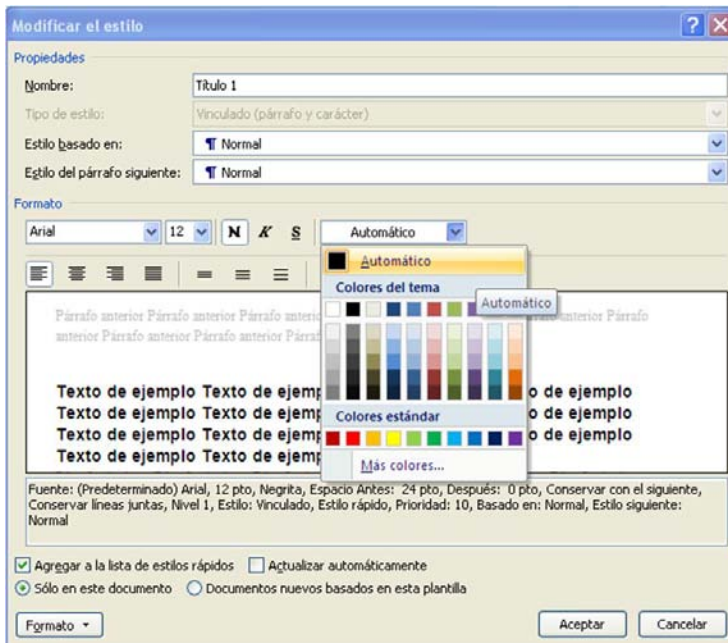 Modificar el estilo
Propiedades
Nombre: Título 1
Tipo de estilo: Vinculado (párrafo y carácter)
Estilo basado en: ¶ Normal
Estilo del párrafo siguiente: ¶ Normal
Formato
Arial 12 N K S Automático
Automático
Colores del tema
Automático
Párrafo anterior Párrafo anterior Párrafo anterior Párrafo
anterior Párrafo anterior Párrafo anterior
Texto de ejemplo Texto de ejemp o de ejemplo
Texto de ejemplo Texto de ejemp o de ejemplo
Texto de ejemplo Texto de ejemp o de ejemplo
Texto de ejemplo Texto de ejemp
Colores estándar
Más colores...
Fuente: (Predeterminado) Arial, 12 pto, Negrita, Espacio Antes: 24 pto, Después: 0 pto, Conservar con el siguiente,
Conservar líneas juntas, Nivel 1, Estilo: Vinculado, Estilo rápido, Prioridad: 10, Basado en: Normal, Estilo siguiente:
Normal
Agregar a la lista de estilos rápidos Actualizar automáticamente
Sólo en este documento Documentos nuevos basados en esta plantilla
Formato Aceptar Cancelar